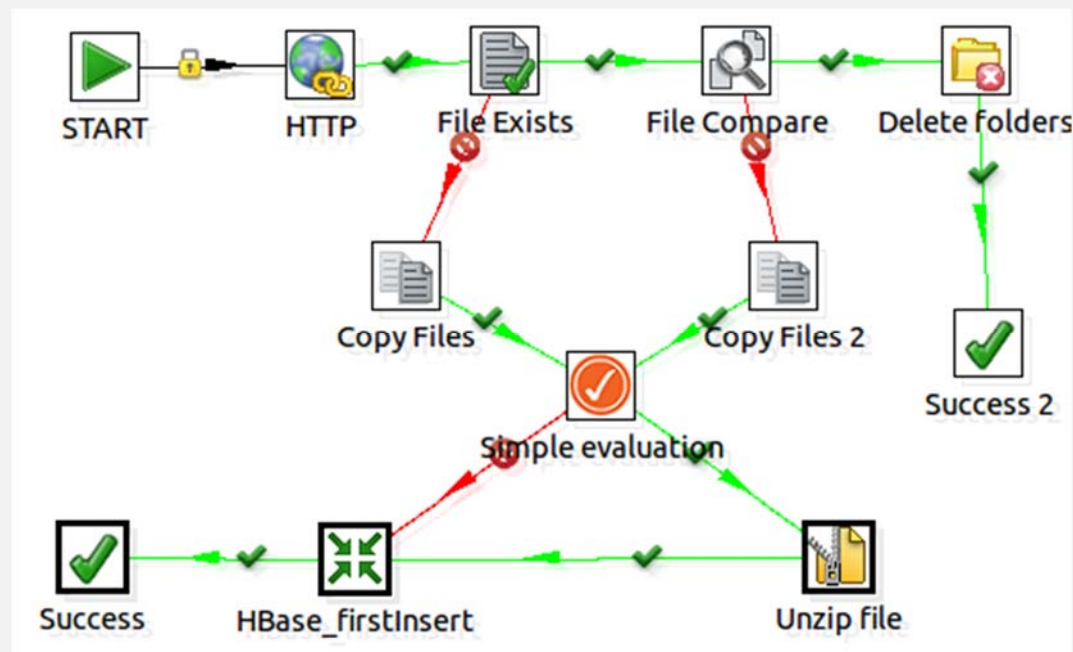 START
HTTP
File Exists
File Compare
Delete folders
Copy Files
Copy Files 2
Success 2
Simple evaluation
Success
HBase_firstInsert
Unzip file